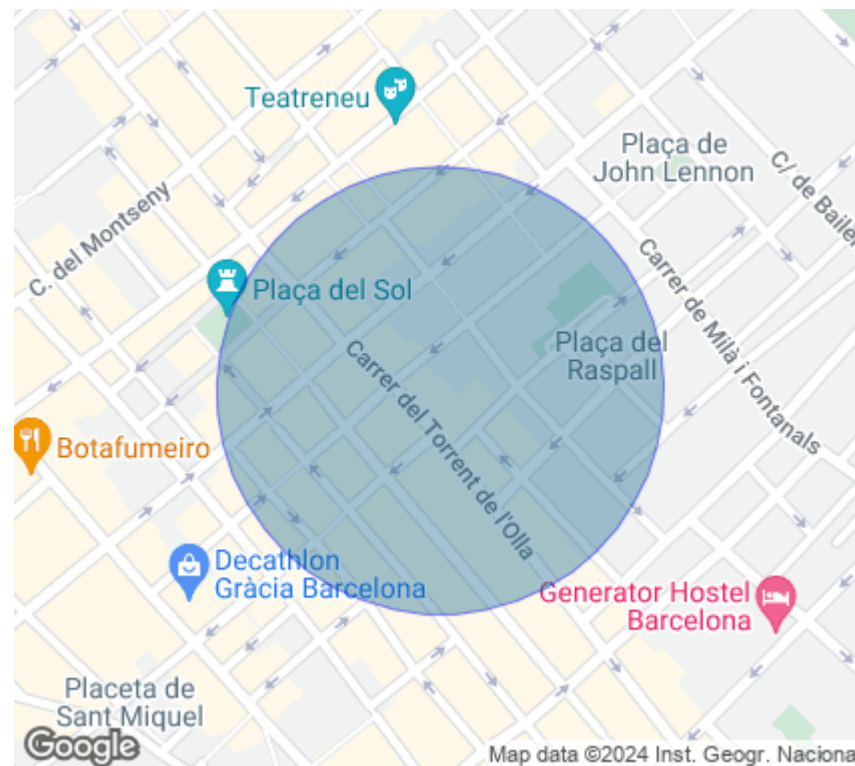 Teatreneu
Plaça de
John Lennon
C/ de Bailèn
C. del Montseny
Plaça del Sol
Carrer de Milà i Fontanals
Plaça del
Raspall
Carrer del Torrent de l'Olla
Botafumeiro
Decathlon
Gràcia Barcelona
Generator Hostel
Barcelona
Placeta de
Sant Miquel
Google
Map data ©2024 Inst. Geogr. Naciona